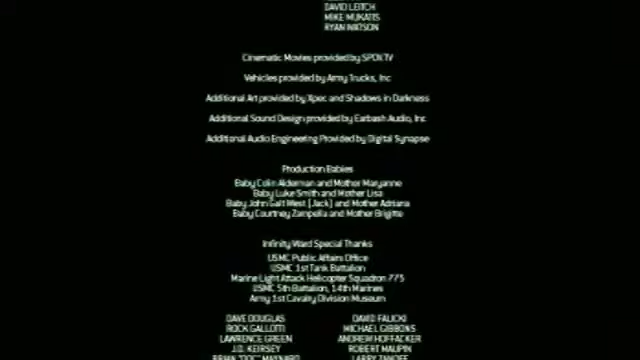 DAVID LEITCH
MIKE MUKATIS
RYAN WATSON
Cinematic Movies provided by SPOV.TV
Vehicles provided by Army Trucks, Inc
Additional Art provided by Xpec and Shadows in Darkness
Additional Sound Design provided by Earbash Audio, Inc
Additional Audio Engineering Provided by Digital Synapse
Production Babies
Baby Colin Alderman and Mother Maryanne
Baby Luke Smith and Mother Lisa
Baby John Galt West (Jack) and Mother Adriana
Baby Courtney Zampella and Mother Brigitte
Infinity Ward Special Thanks
USMC Public Affairs Office
USMC 1st Tank Battalion
Marine Light Attack Helicopter Squadron 775
USMC 5th Battalion, 14th Marines
Army 1st Cavalry Division Museum
DAVE DOUGLAS DAVID FALICKI
ROCK GALLOTTI MICHAEL GIBBONS
LAWRENCE GREEN ANDREW HOFFACKER
J.D. KEIRSEY ROBERT MAUPIN
BRIAN "DOC" MAYNARD LARRY